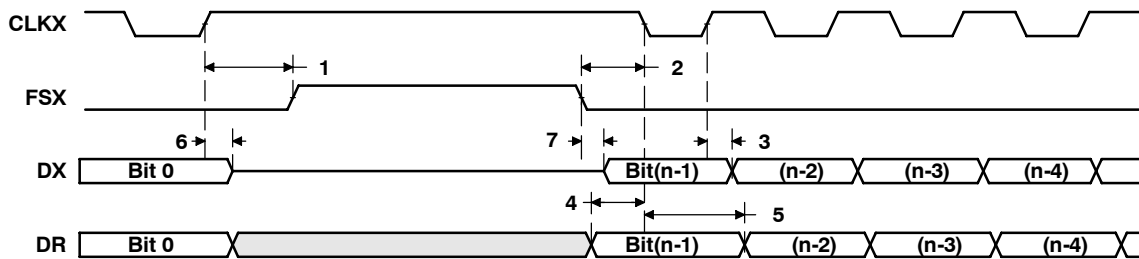 CLKX
1 2
FSX
6 7 3
DX Bit 0 Bit(n-1) (n-2) (n-3) (n-4)
4 5
DR Bit 0 Bit(n-1) (n-2) (n-3) (n-4)